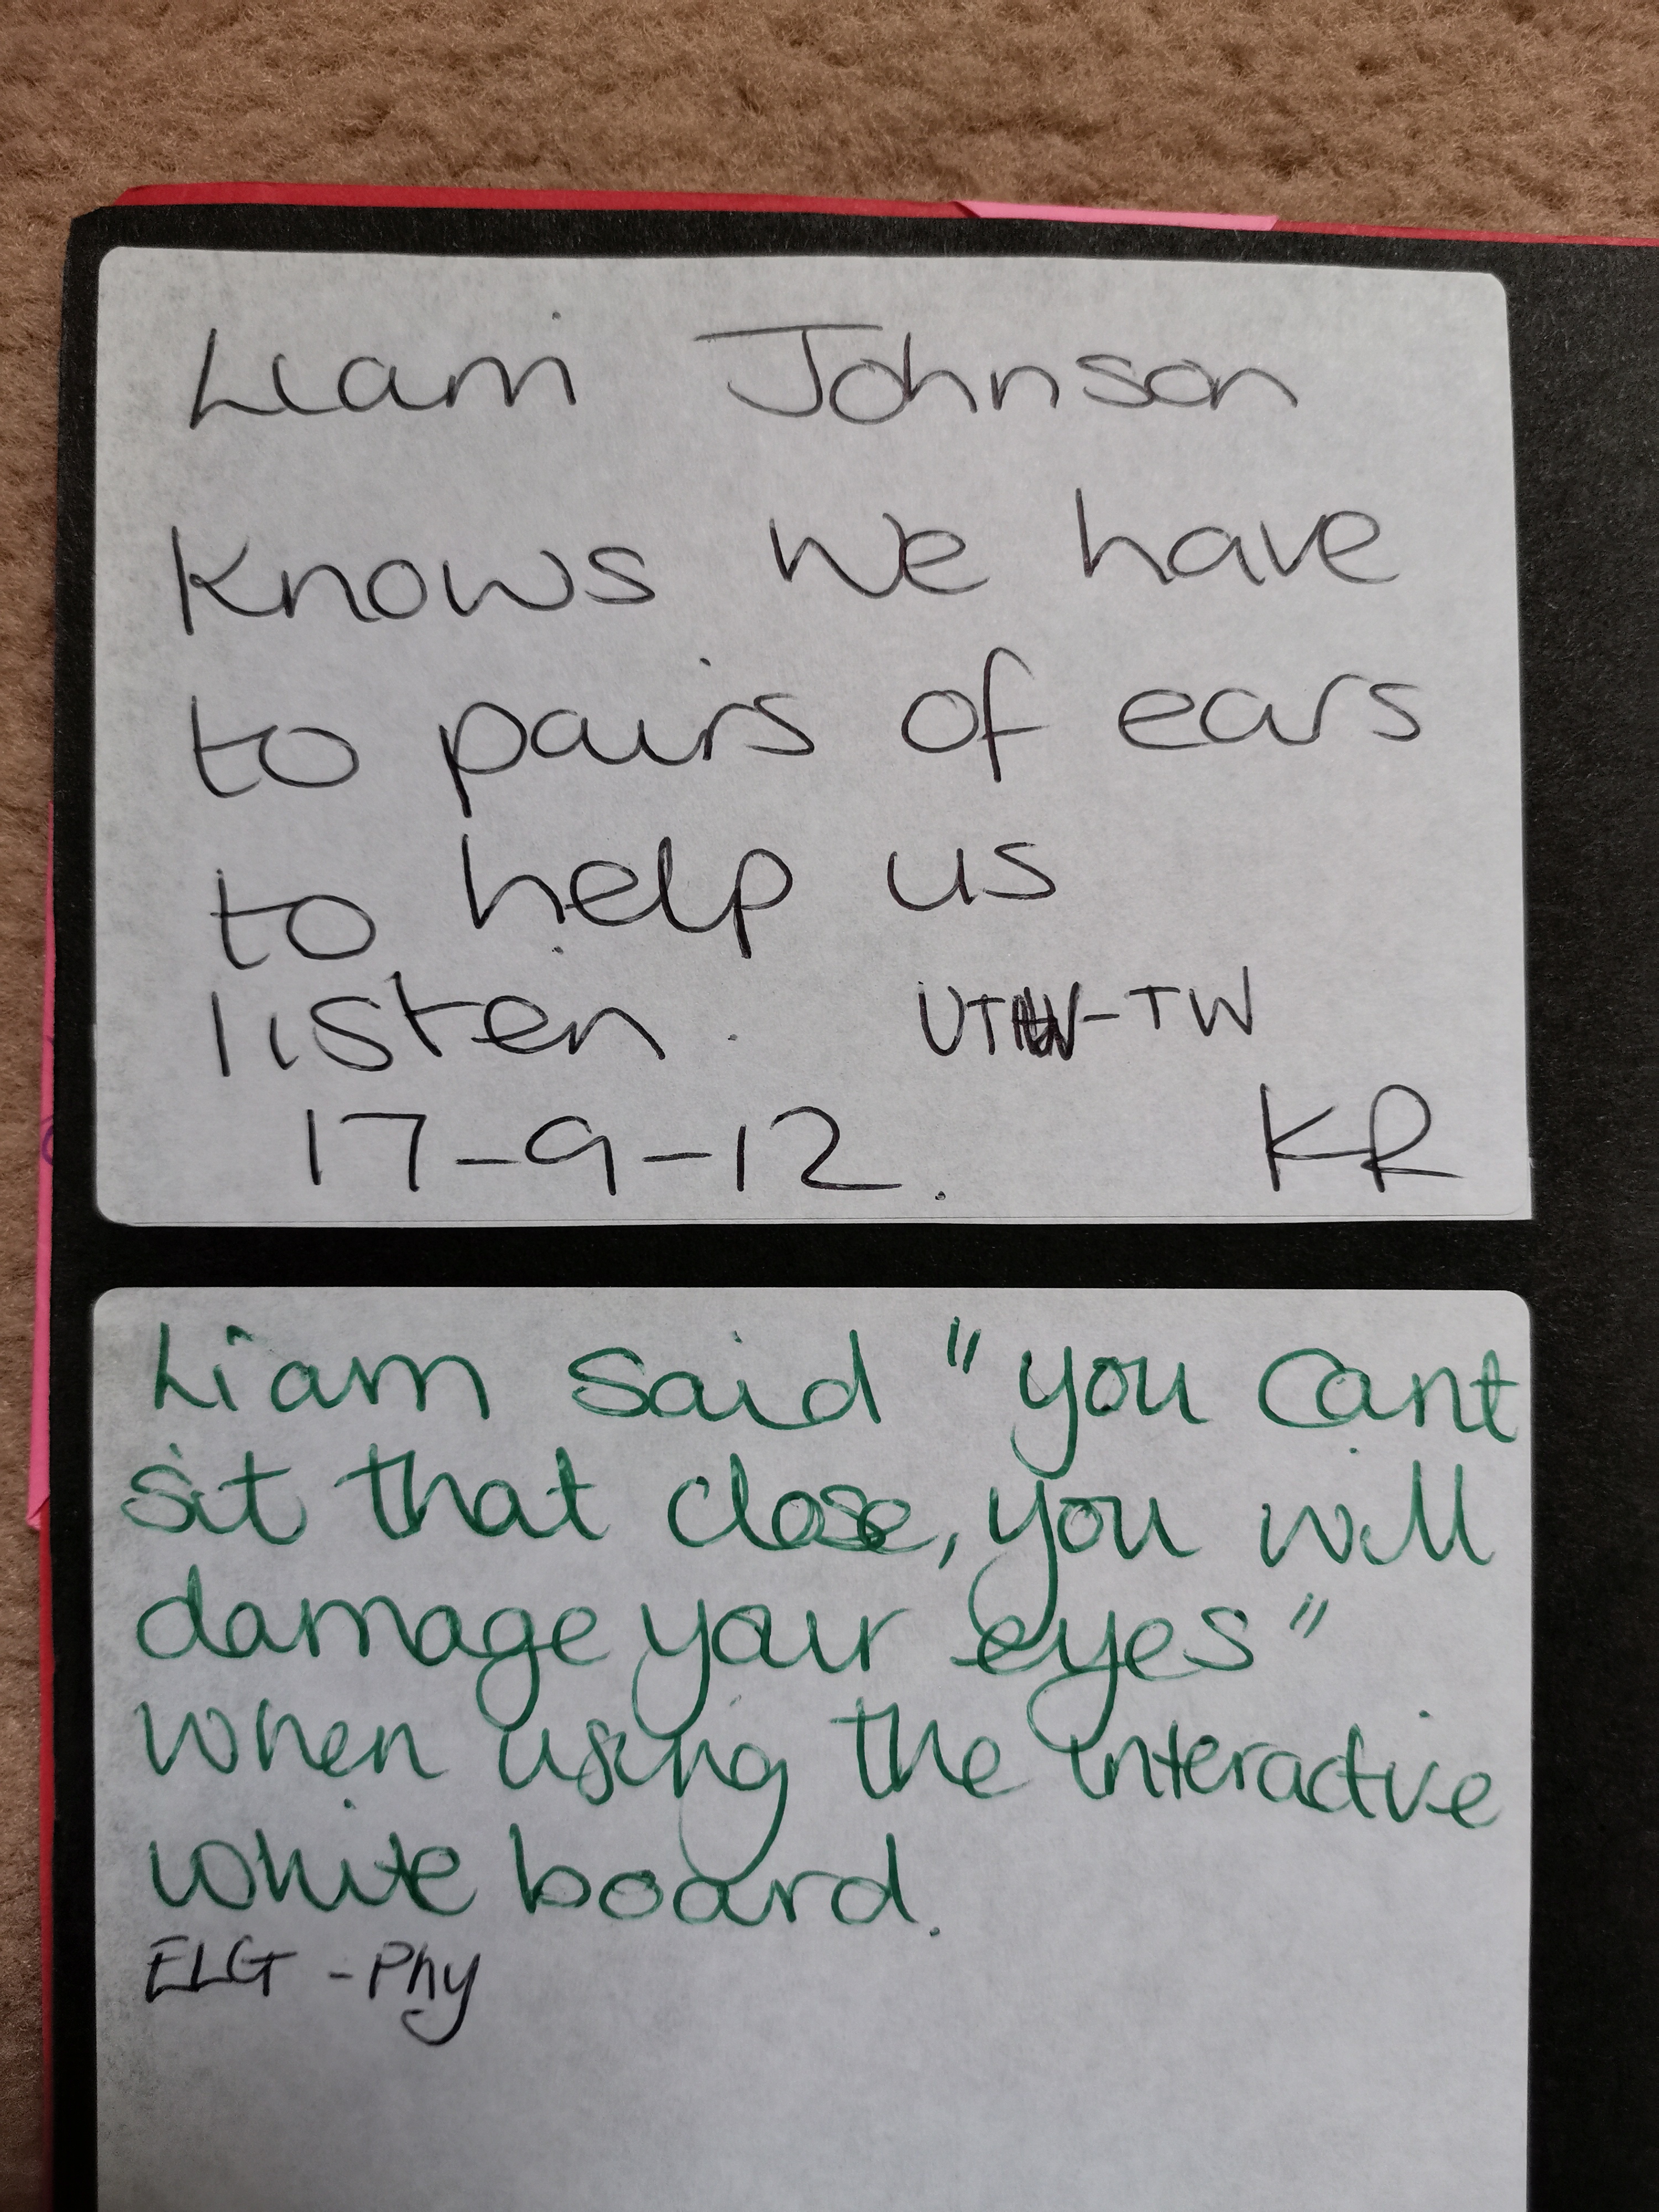 Liam Johnson
Knows we have
to pairs of ears
to help us
listen. UTW-TW
17-9-12. KR
Liam said "you cant
sit that close, you will
damage your eyes"
when using the interactive
white board.
ELG - Phy